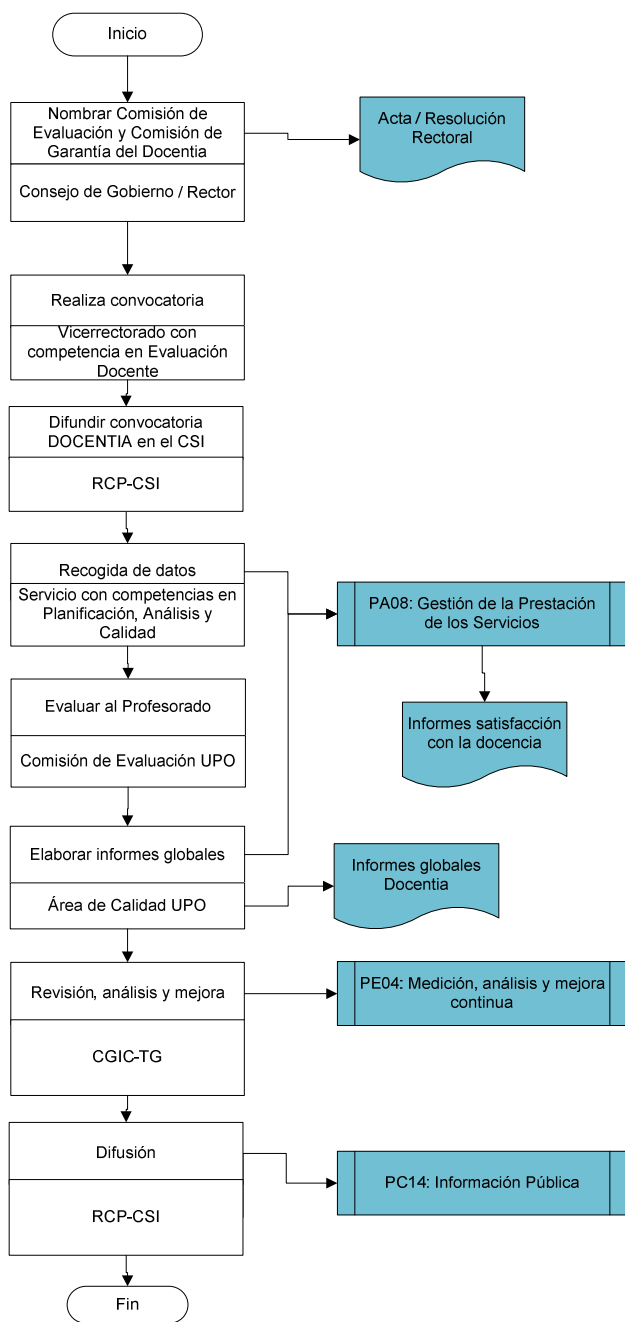 Inicio
Nombrar Comisión de
Evaluación y Comisión de
Garantía del Docentia
Consejo de Gobierno / Rector
Acta / Resolución
Rectoral
Realiza convocatoria
Vicerrectorado con
competencia en Evaluación
Docente
Difundir convocatoria
DOCENTIA en el CSI
RCP-CSI
Recogida de datos
Servicio con competencias en
Planificación, Análisis y
Calidad
PA08: Gestión de la Prestación
de los Servicios
Informes satisfacción
con la docencia
Evaluar al Profesorado
Comisión de Evaluación UPO
Elaborar informes globales
Área de Calidad UPO
Informes globales
Docentia
Revisión, análisis y mejora
CGIC-TG
PE04: Medición, análisis y mejora
continua
Difusión
RCP-CSI
PC14: Información Pública
Fin